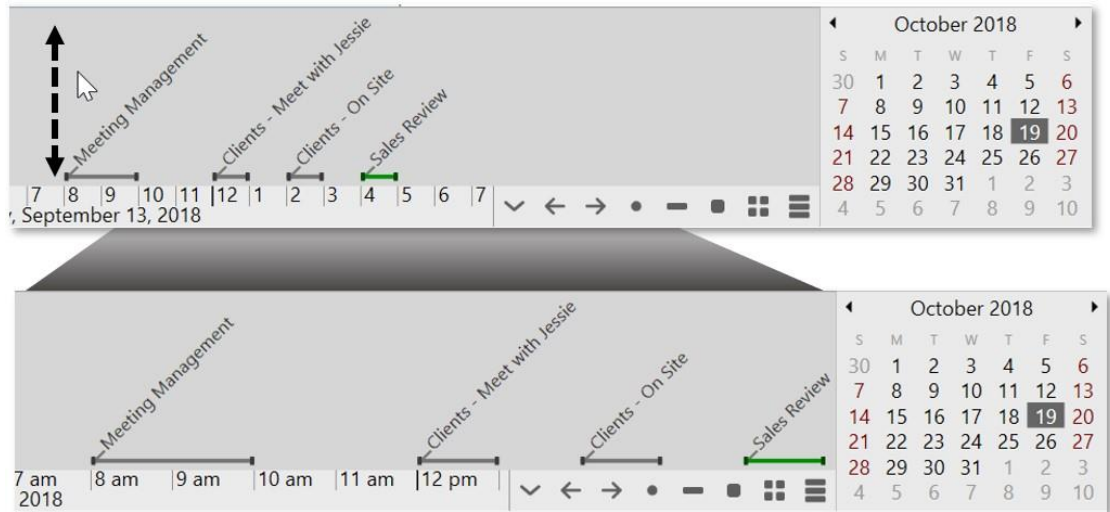 Meeting Management
Clients - Meet with Jessie
Clients - On Site
Sales Review
7 8 9 10 11 12 1 2 3 4 5 6 7
, September 13, 2018
October 2018
S M T W T F S
30 1 2 3 4 5 6
7 8 9 10 11 12 13
14 15 16 17 18 19 20
21 22 23 24 25 26 27
28 29 30 31 1 2 3
4 5 6 7 8 9 10
Meeting Management
Clients - Meet with Jessie
Clients - On Site
Sales Review
7 am 8 am 9 am 10 am 11 am 12 pm
2018
October 2018
S M T W T F S
30 1 2 3 4 5 6
7 8 9 10 11 12 13
14 15 16 17 18 19 20
21 22 23 24 25 26 27
28 29 30 31 1 2 3
4 5 6 7 8 9 10